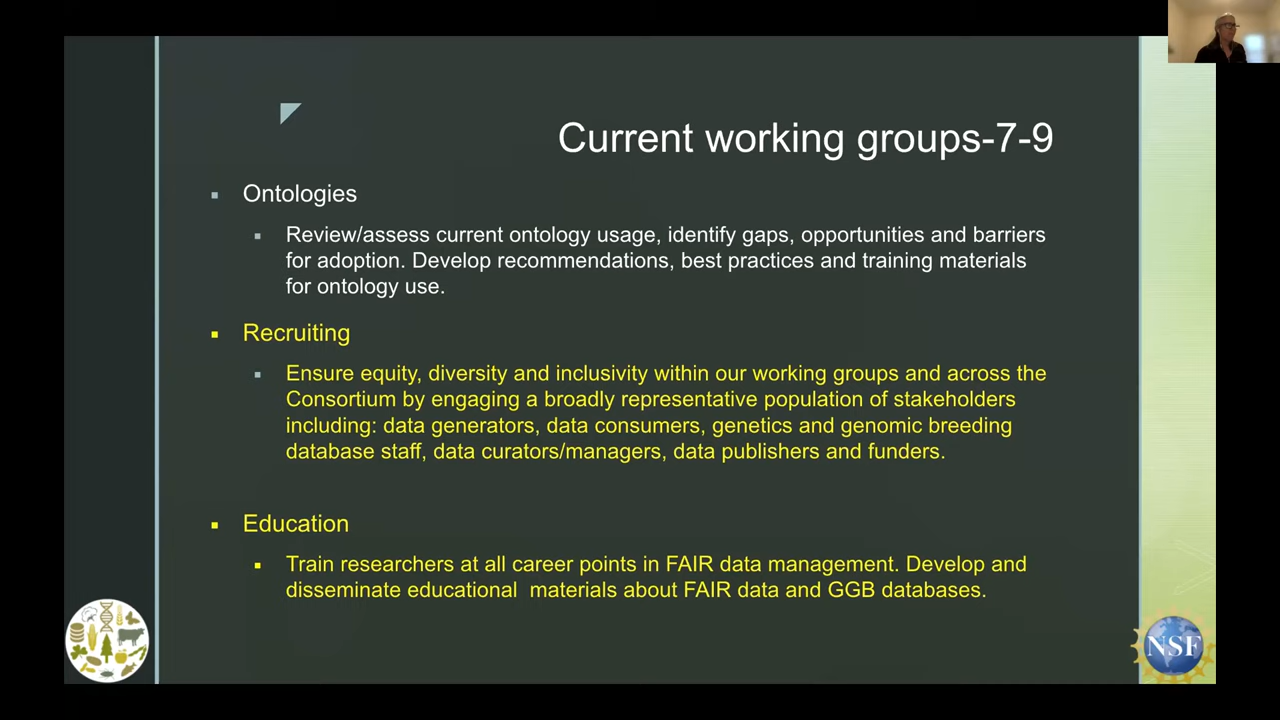 Current working groups-7-9
Ontologies
Review/assess current ontology usage, identify gaps, opportunities and barriers
for adoption. Develop recommendations, best practices and training materials
for ontology use.
Recruiting
Ensure equity, diversity and inclusivity within our working groups and across the
Consortium by engaging a broadly representative population of stakeholders
including: data generators, data consumers, genetics and genomic breeding
database staff, data curators/managers, data publishers and funders.
Education
Train researchers at all career points in FAIR data management. Develop and
disseminate educational  materials about FAIR data and GGB databases.
NSF